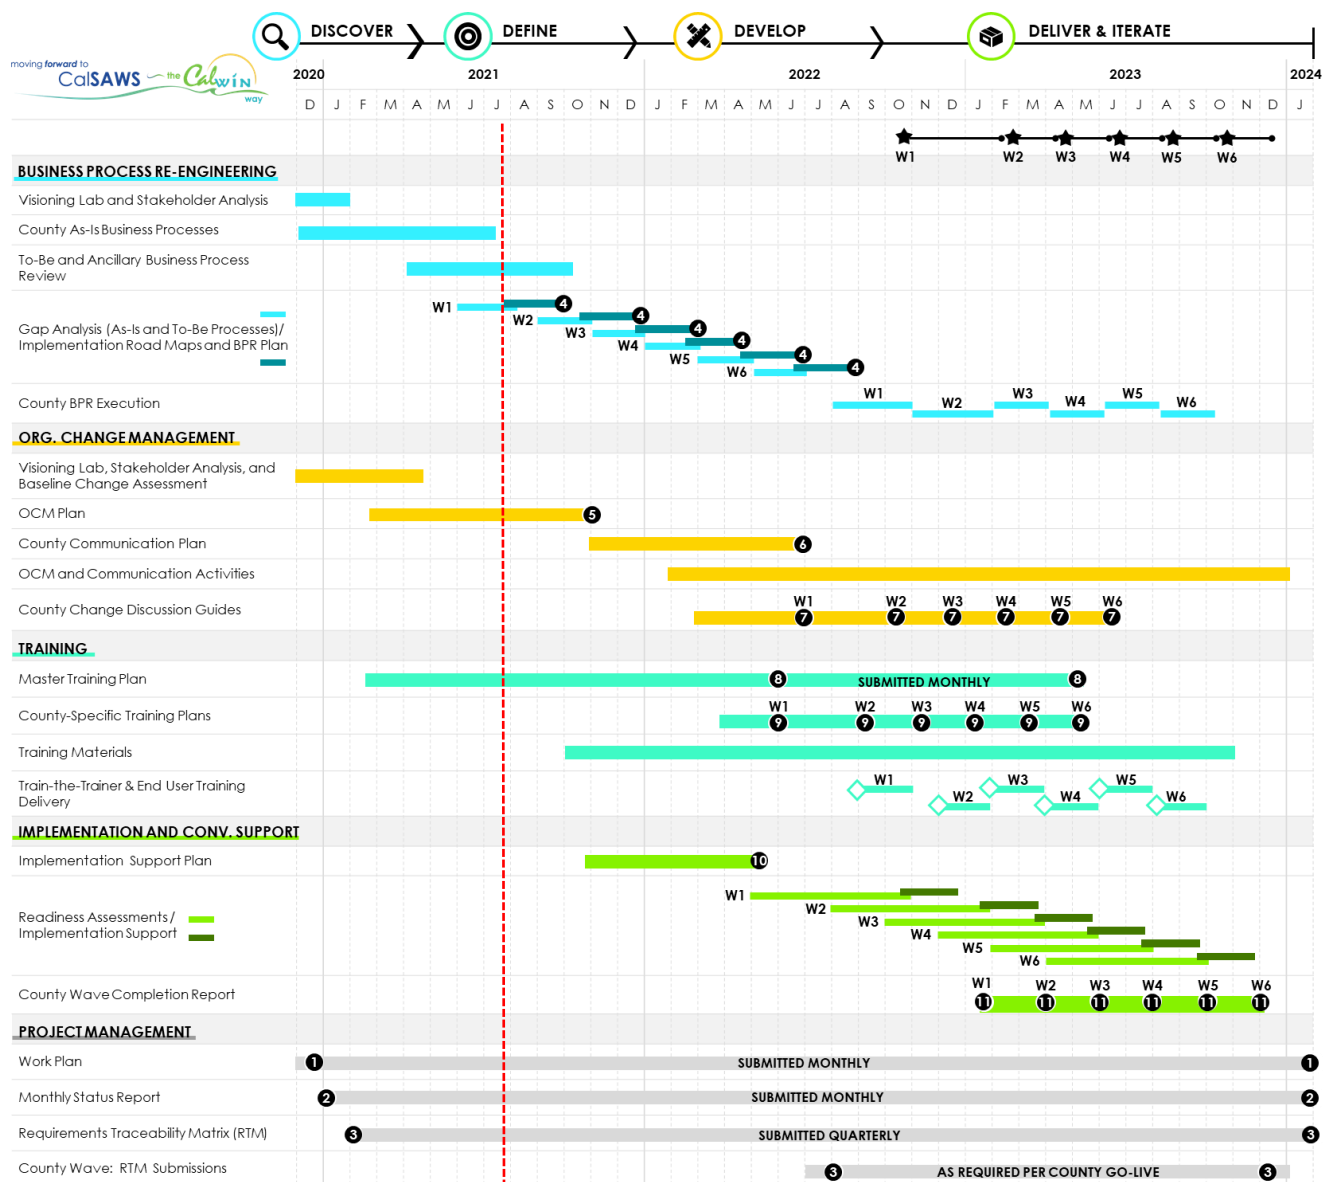 DISCOVER DEFINE DEVELOP DELIVER & ITERATE
moving forward to
CalSAWS the CalWIN
way
2020 2021 2022 2023 2024
D J F M A M J J A S O N D J F M A M J J A S O N D J F M A M J J A S O N D J
W1 W2 W3 W4 W5 W6
BUSINESS PROCESS RE-ENGINEERING
Visioning Lab and Stakeholder Analysis
County As-Is Business Processes
To-Be and Ancillary Business Process
Review
Gap Analysis (As-Is and To-Be Processes)/
Implementation Road Maps and BPR Plan
W1 4
W2 4
W3 4
W4 4
W5 4
W6 4
County BPR Execution
W1 W2 W3 W4 W5 W6
ORG. CHANGE MANAGEMENT
Visioning Lab, Stakeholder Analysis, and
Baseline Change Assessment
OCM Plan 5
County Communication Plan 6
OCM and Communication Activities
W1 W2 W3 W4 W5 W6
County Change Discussion Guides 7 7 7 7 7 7
TRAINING
Master Training Plan 8 SUBMITTED MONTHLY 8
W1 W2 W3 W4 W5 W6
County-Specific Training Plans 9 9 9 9 9 9
Training Materials
Train-the-Trainer & End User Training
Delivery
W1 W2 W3 W4 W5 W6
IMPLEMENTATION AND CONV. SUPPORT
Implementation Support Plan 10
Readiness Assessments /
Implementation Support
W1
W2
W3
W4
W5
W6
W1 W2 W3 W4 W5 W6
County Wave Completion Report 11 11 11 11 11 11
PROJECT MANAGEMENT
Work Plan 1 SUBMITTED MONTHLY 1
Monthly Status Report 2 SUBMITTED MONTHLY 2
Requirements Traceability Matrix (RTM) 3 SUBMITTED QUARTERLY 3
County Wave: RTM Submissions 3 AS REQUIRED PER COUNTY GO-LIVE 3